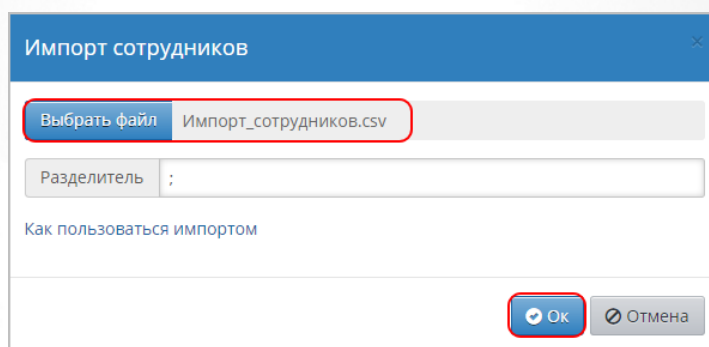 Импорт сотрудников
Выбрать файл Импорт_сотрудников.csv
Разделитель ;
Как пользоваться импортом
Ок Отмена